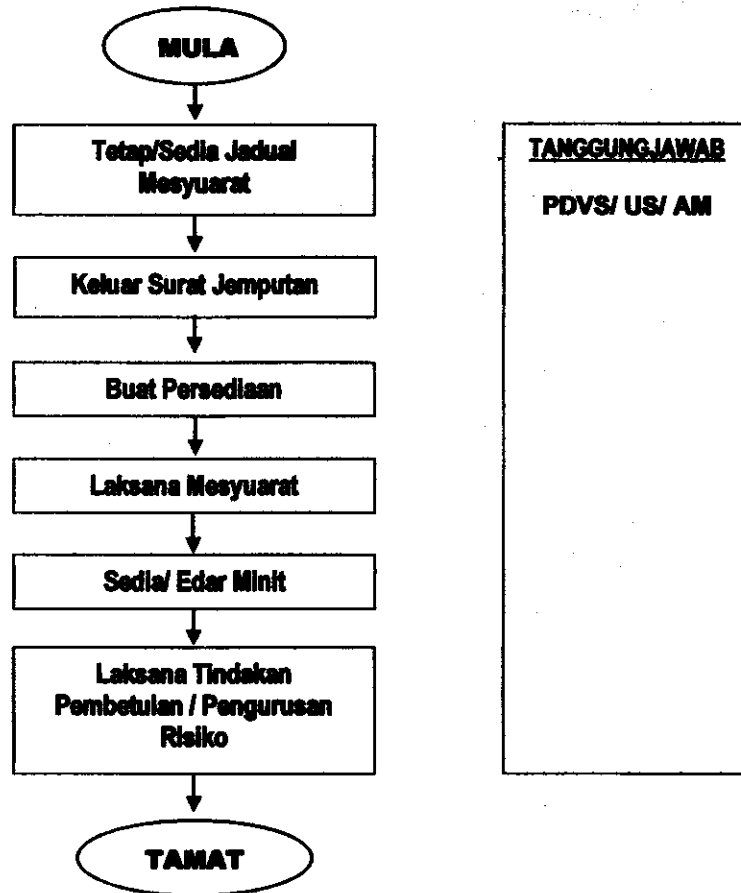 MULA
Tetap/Sedia Jadual
Mesyuarat
Keluar Surat Jemputan
Buat Persediaan
Laksana Mesyuarat
Sedia/ Edar Minit
Laksana Tindakan
Pembetulan / Pengurusan
Risiko
TAMAT
TANGGUNGJAWAB
PDVS/ US/ AM